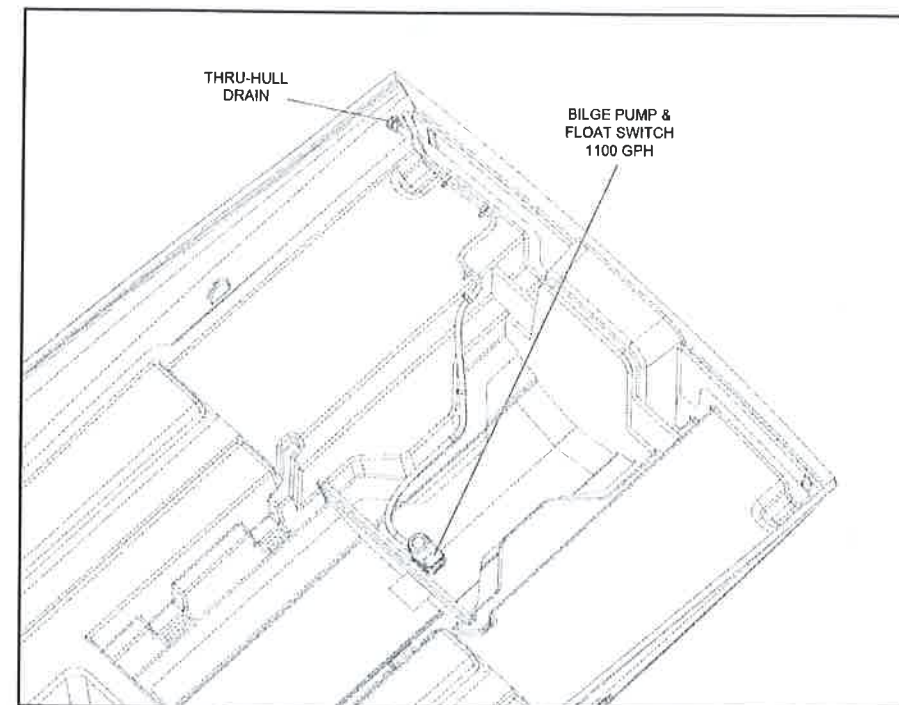 THRU-HULL
DRAIN
BILGE PUMP &
FLOAT SWITCH
1100 GPH